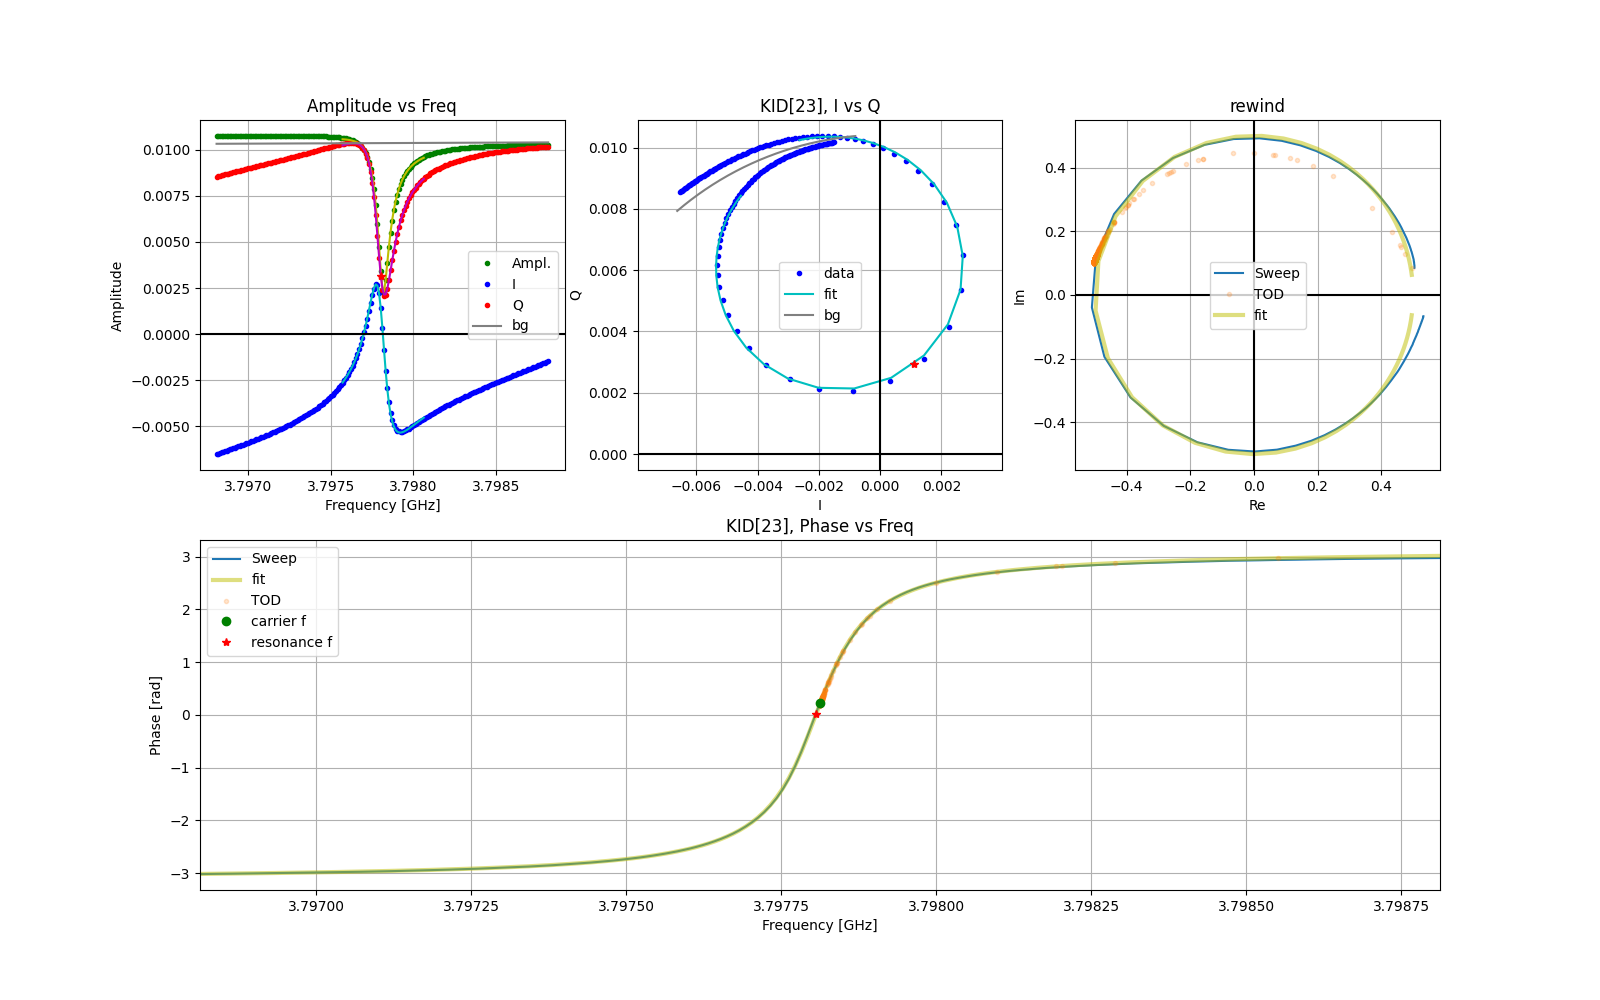 Amplitude vs Freq
0.0100
0.0075
0.0050
0.0025
0.0000
−0.0025
−0.0050
Amplitude
Ampl.
I
Q
bg
3.7970 3.7975 3.7980 3.7985
Frequency [GHz]
KID[23], I vs Q
0.010
0.008
0.006
0.004
0.002
0.000
Q
data
fit
bg
−0.006 −0.004 −0.002 0.000 0.002
I
rewind
0.4
0.2
0.0
−0.2
−0.4
Im
Sweep
TOD
fit
−0.4 −0.2 0.0 0.2 0.4
Re
KID[23], Phase vs Freq
3
2
1
0
−1
−2
−3
Phase [rad]
Sweep
fit
TOD
carrier f
resonance f
3.79700 3.79725 3.79750 3.79775 3.79800 3.79825 3.79850 3.79875
Frequency [GHz]